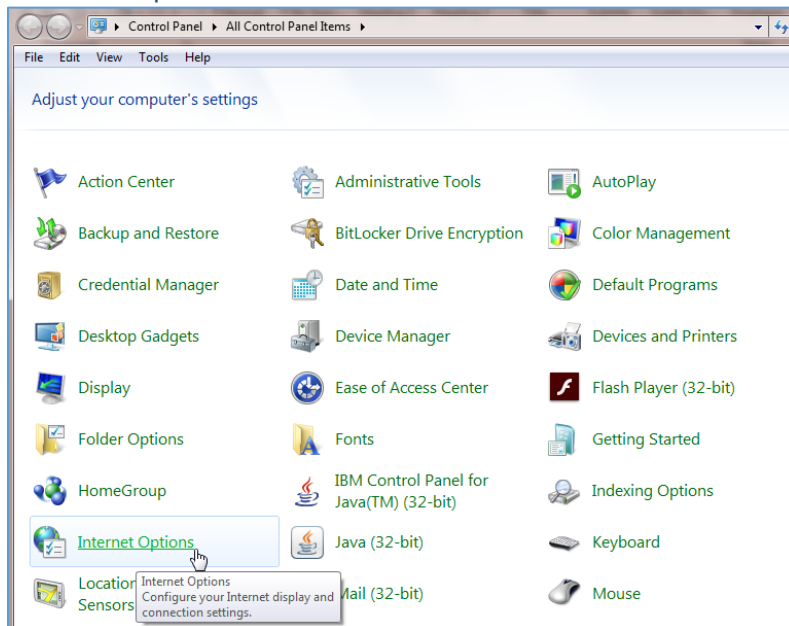 Control Panel All Control Panel Items
File Edit View Tools Help
Adjust your computer's settings
Action Center Administrative Tools AutoPlay
Backup and Restore BitLocker Drive Encryption Color Management
Credential Manager Date and Time Default Programs
Desktop Gadgets Device Manager Devices and Printers
Display Ease of Access Center Flash Player (32-bit)
Folder Options Fonts Getting Started
HomeGroup IBM Control Panel for Indexing Options
Java(TM) (32-bit)
Internet Options Java (32-bit) Keyboard
Location Mail (32-bit) Mouse
Sensors
Internet Options
Configure your Internet display and
connection settings.